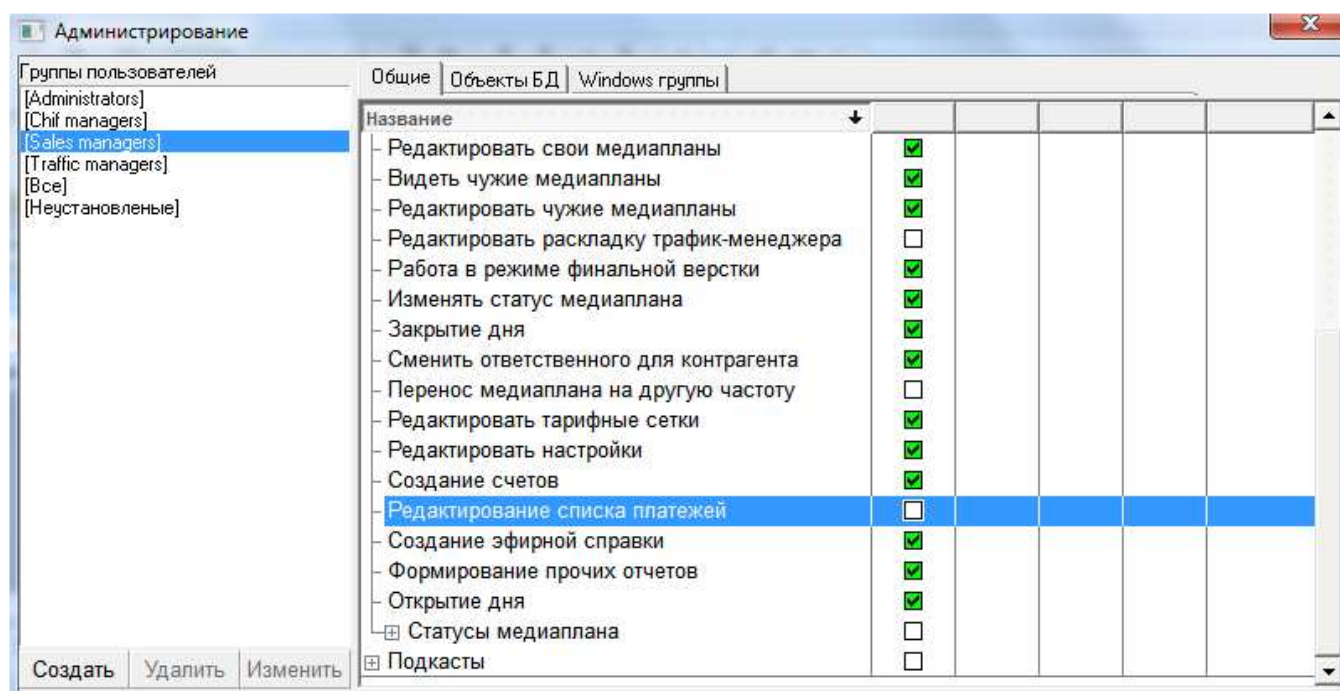 Администрирование
Группы пользователей
[Administrators]
[Chif managers]
[Sales managers]
[Traffic managers]
[Все]
[Неустановленые]
Создать Удалить Изменить
Общие Объекты БД Windows группы
Название
Редактировать свои медиапланы
Видеть чужие медиапланы
Редактировать чужие медиапланы
Редактировать раскладку трафик-менеджера
Работа в режиме финальной верстки
Изменять статус медиаплана
Закрытие дня
Сменить ответственного для контрагента
Перенос медиаплана на другую частоту
Редактировать тарифные сетки
Редактировать настройки
Создание счетов
Редактирование списка платежей
Создание эфирной справки
Формирование прочих отчетов
Открытие дня
Статусы медиаплана
Подкасты